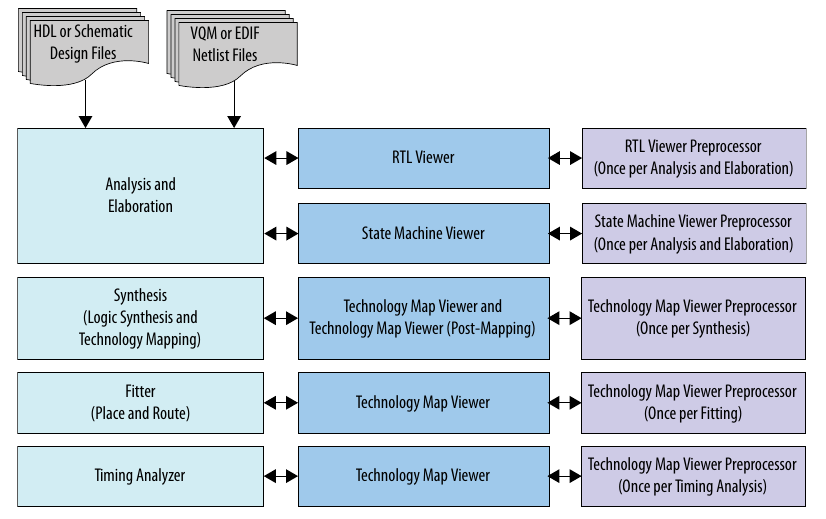 HDL or Schematic
Design Files
VQM or EDIF
Netlist Files
Analysis and
Elaboration
RTL Viewer
RTL Viewer Preprocessor
(Once per Analysis and Elaboration)
State Machine Viewer
State Machine Viewer Preprocessor
(Once per Analysis and Elaboration)
Synthesis
(Logic Synthesis and
Technology Mapping)
Technology Map Viewer and
Technology Map Viewer (Post-Mapping)
Technology Map Viewer Preprocessor
(Once per Synthesis)
Fitter
(Place and Route)
Technology Map Viewer
Technology Map Viewer Preprocessor
(Once per Fitting)
Timing Analyzer
Technology Map Viewer
Technology Map Viewer Preprocessor
(Once per Timing Analysis)